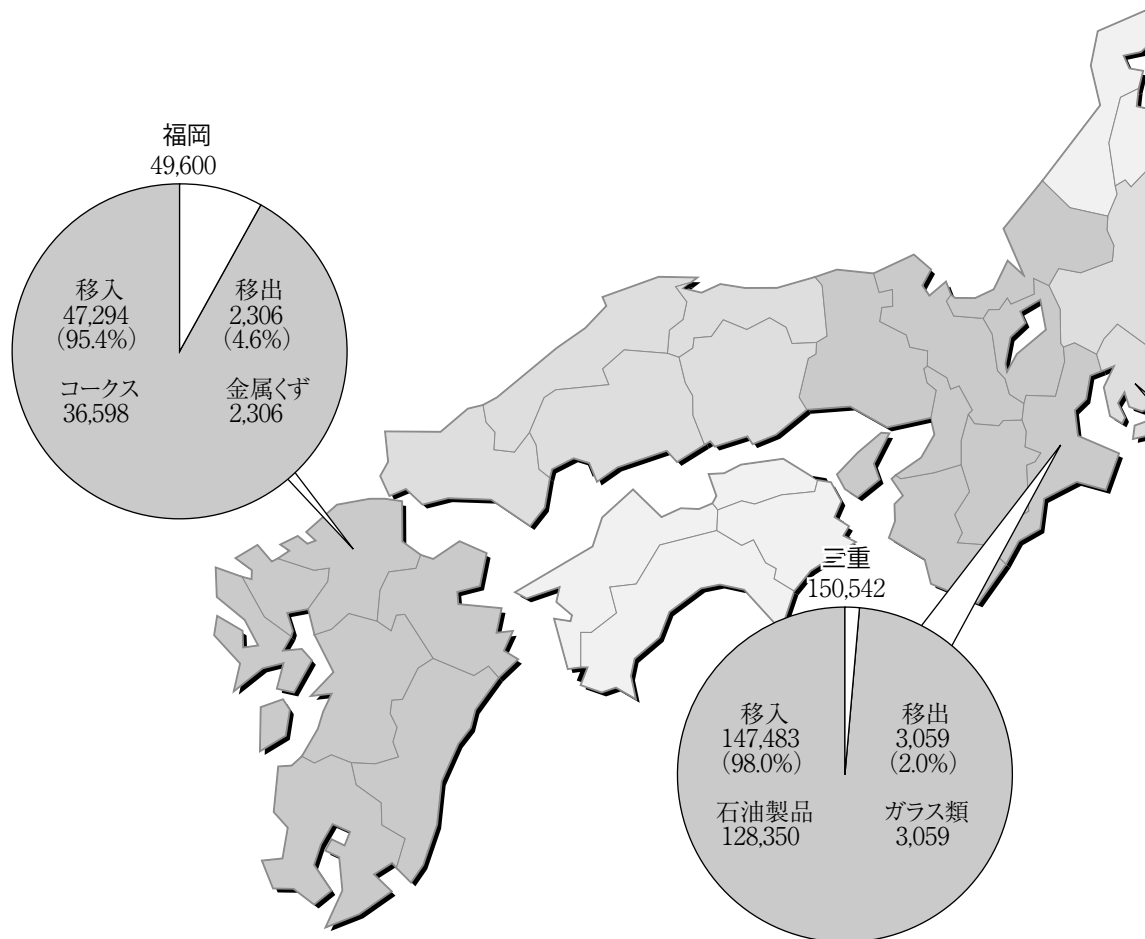 福岡
49,600
移入
47,294
(95.4%)
コークス
36,598
移出
2,306
(4.6%)
金属くず
2,306
三重
150,542
移入
147,483
(98.0%)
石油製品
128,350
移出
3,059
(2.0%)
ガラス類
3,059